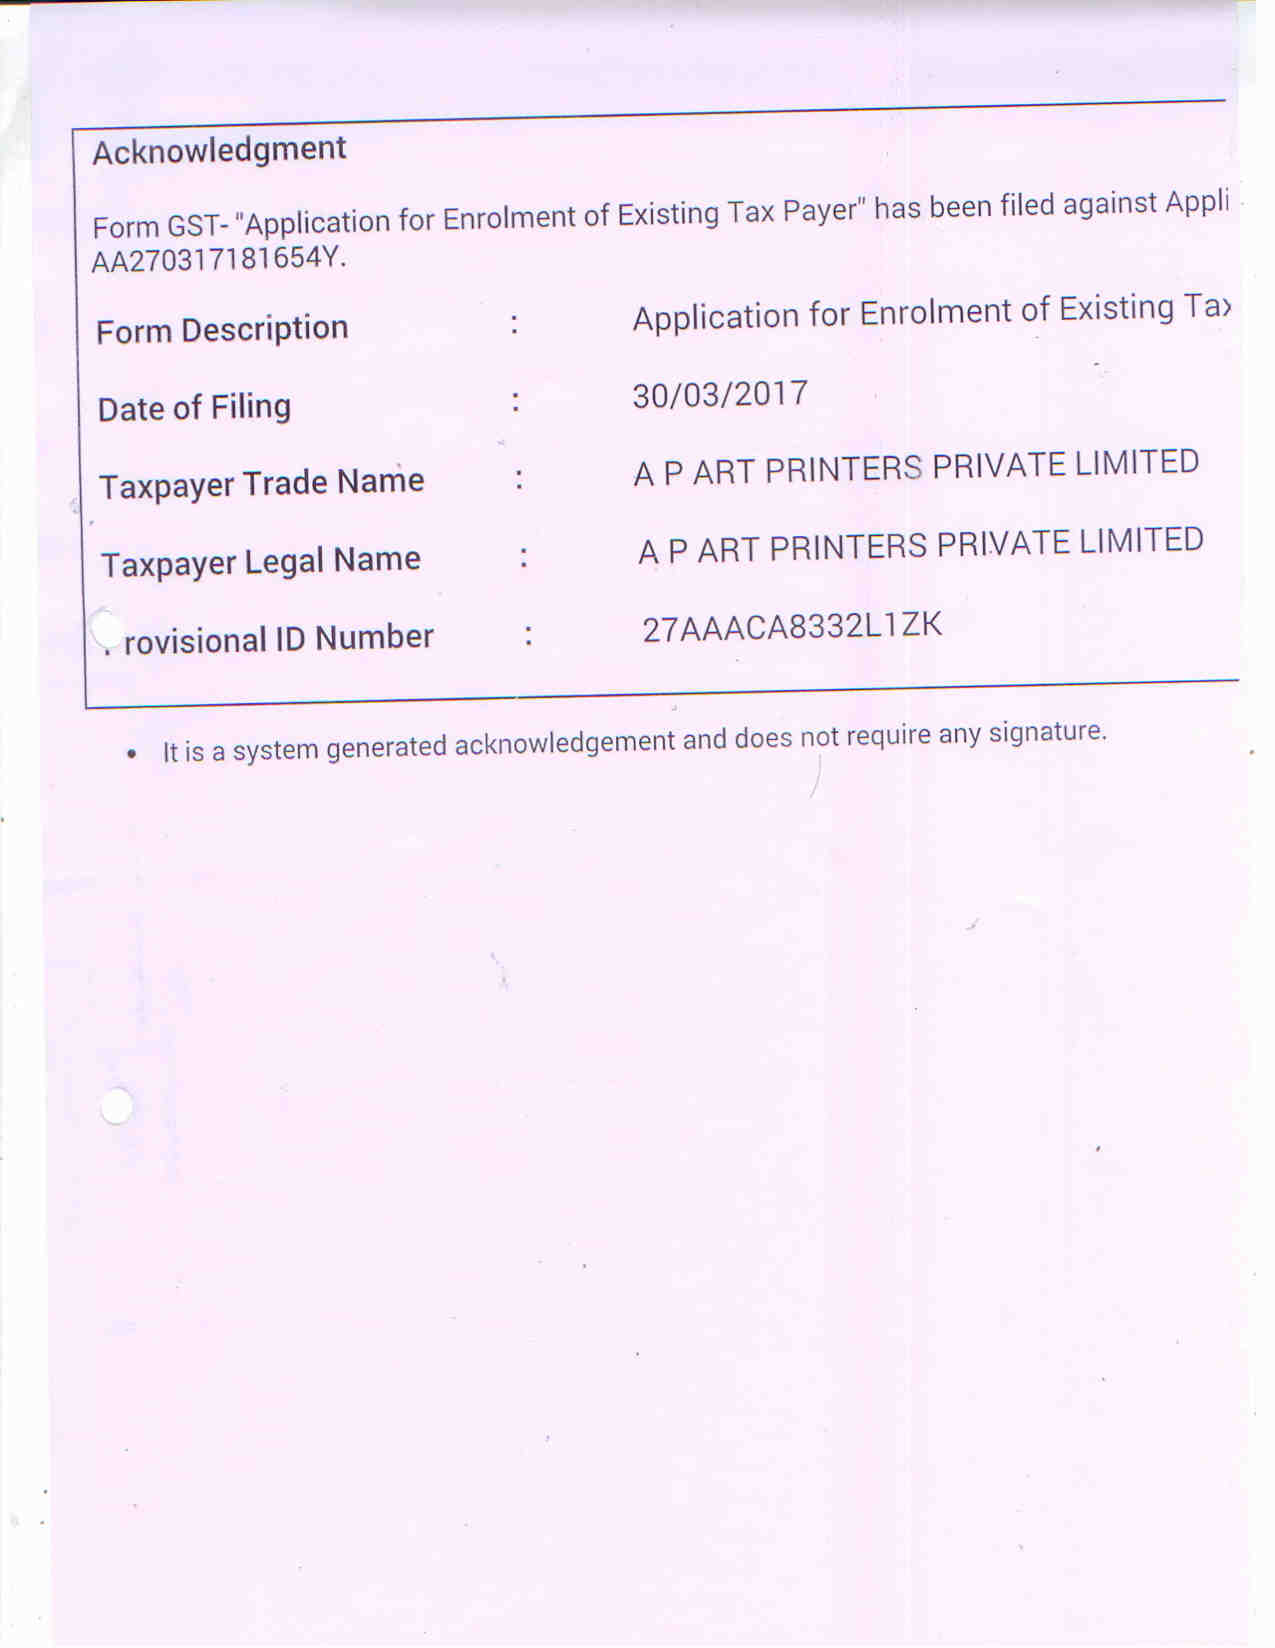 Acknowledgment
Form GST- "Application for Enrolment of Existing Tax Payer" has been filed against Appli
AA270317181654Y.
Form Description : Application for Enrolment of Existing Tax
Date of Filing : 30/03/2017
Taxpayer Trade Name : A P ART PRINTERS PRIVATE LIMITED
Taxpayer Legal Name : A P ART PRINTERS PRIVATE LIMITED
rovisional ID Number : 27AAACA8332L1ZK
• It is a system generated acknowledgement and does not require any signature.